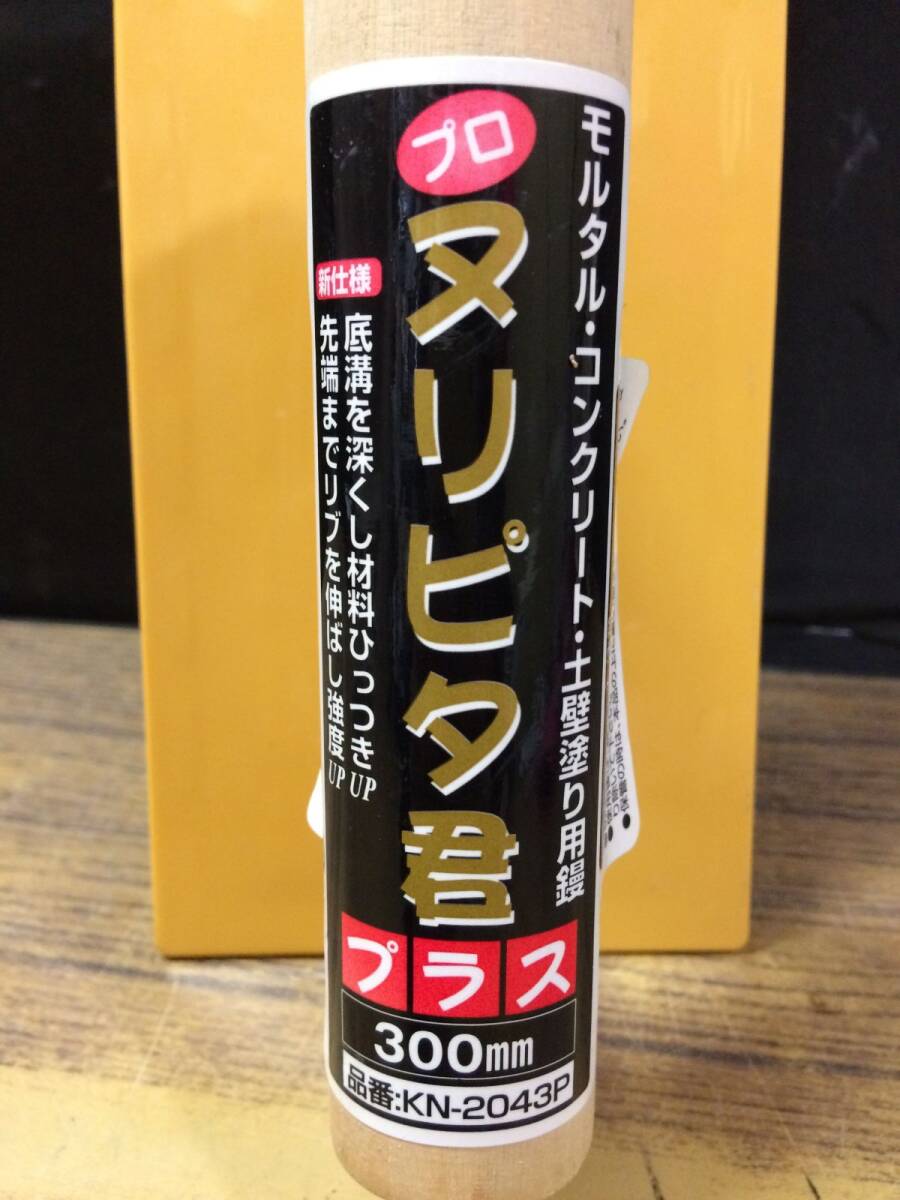 モルタル・コンクリート・土壁塗り用鏝
プロ
ヌリピタ君
プラス
新仕様
底溝を深くし材料ひっつきUP
先端までリブを伸ばし強度UP
300mm
品番:KN-2043P